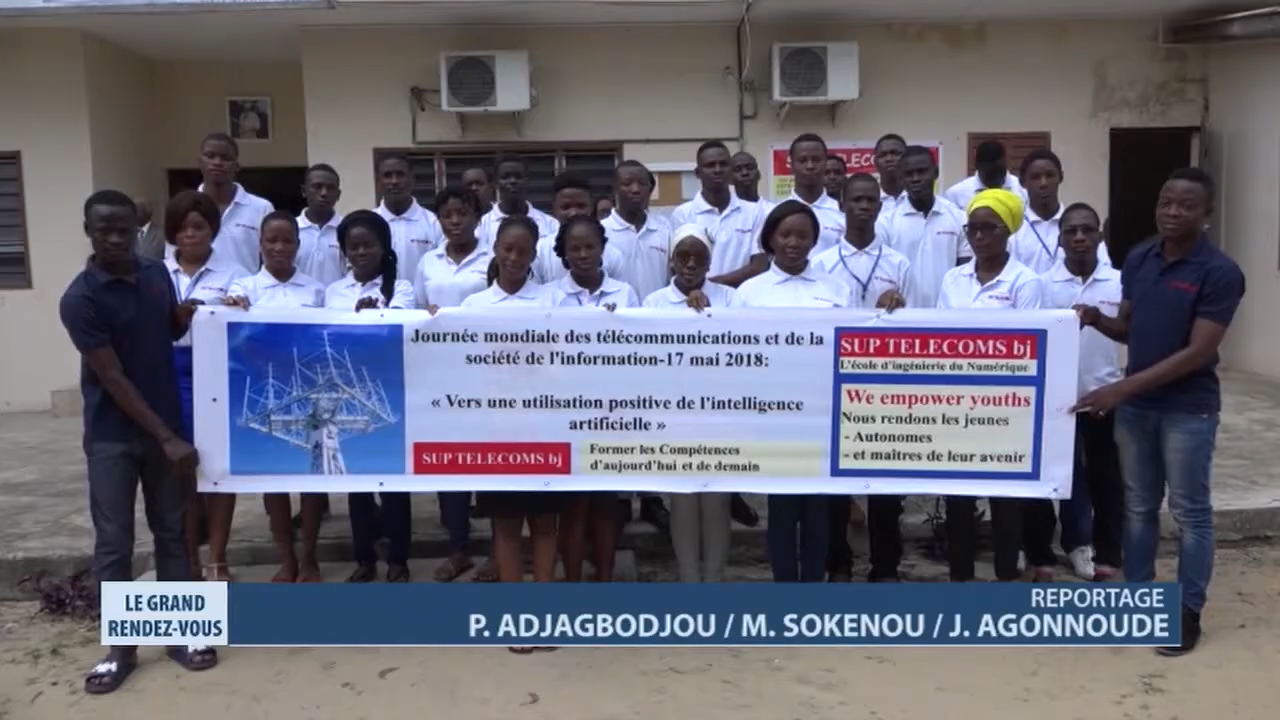 SUP TELECO
Journée mondiale des télécommunications et de la
société de l'information-17 mai 2018:
« Vers une utilisation positive de l'intelligence
artificielle »
SUP TELECOMS bj
Former les Compétences
d'aujourd'hui et de demain
SUP TELECOMS bj
L'école d'ingénierie du Numérique
We empower youths
Nous rendons les jeunes
- Autonomes
- et maîtres de leur avenir
LE GRAND
RENDEZ-VOUS
REPORTAGE
P. ADJAGBODJOU / M. SOKENOU / J. AGONNOUDE